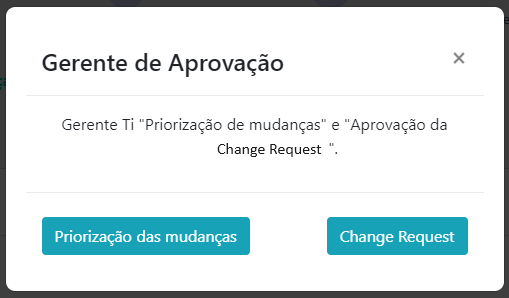 Gerente de Aprovação ×
Gerente Ti "Priorização de mudanças" e "Aprovação da
Change Request ".
Priorização das mudanças
Change Request